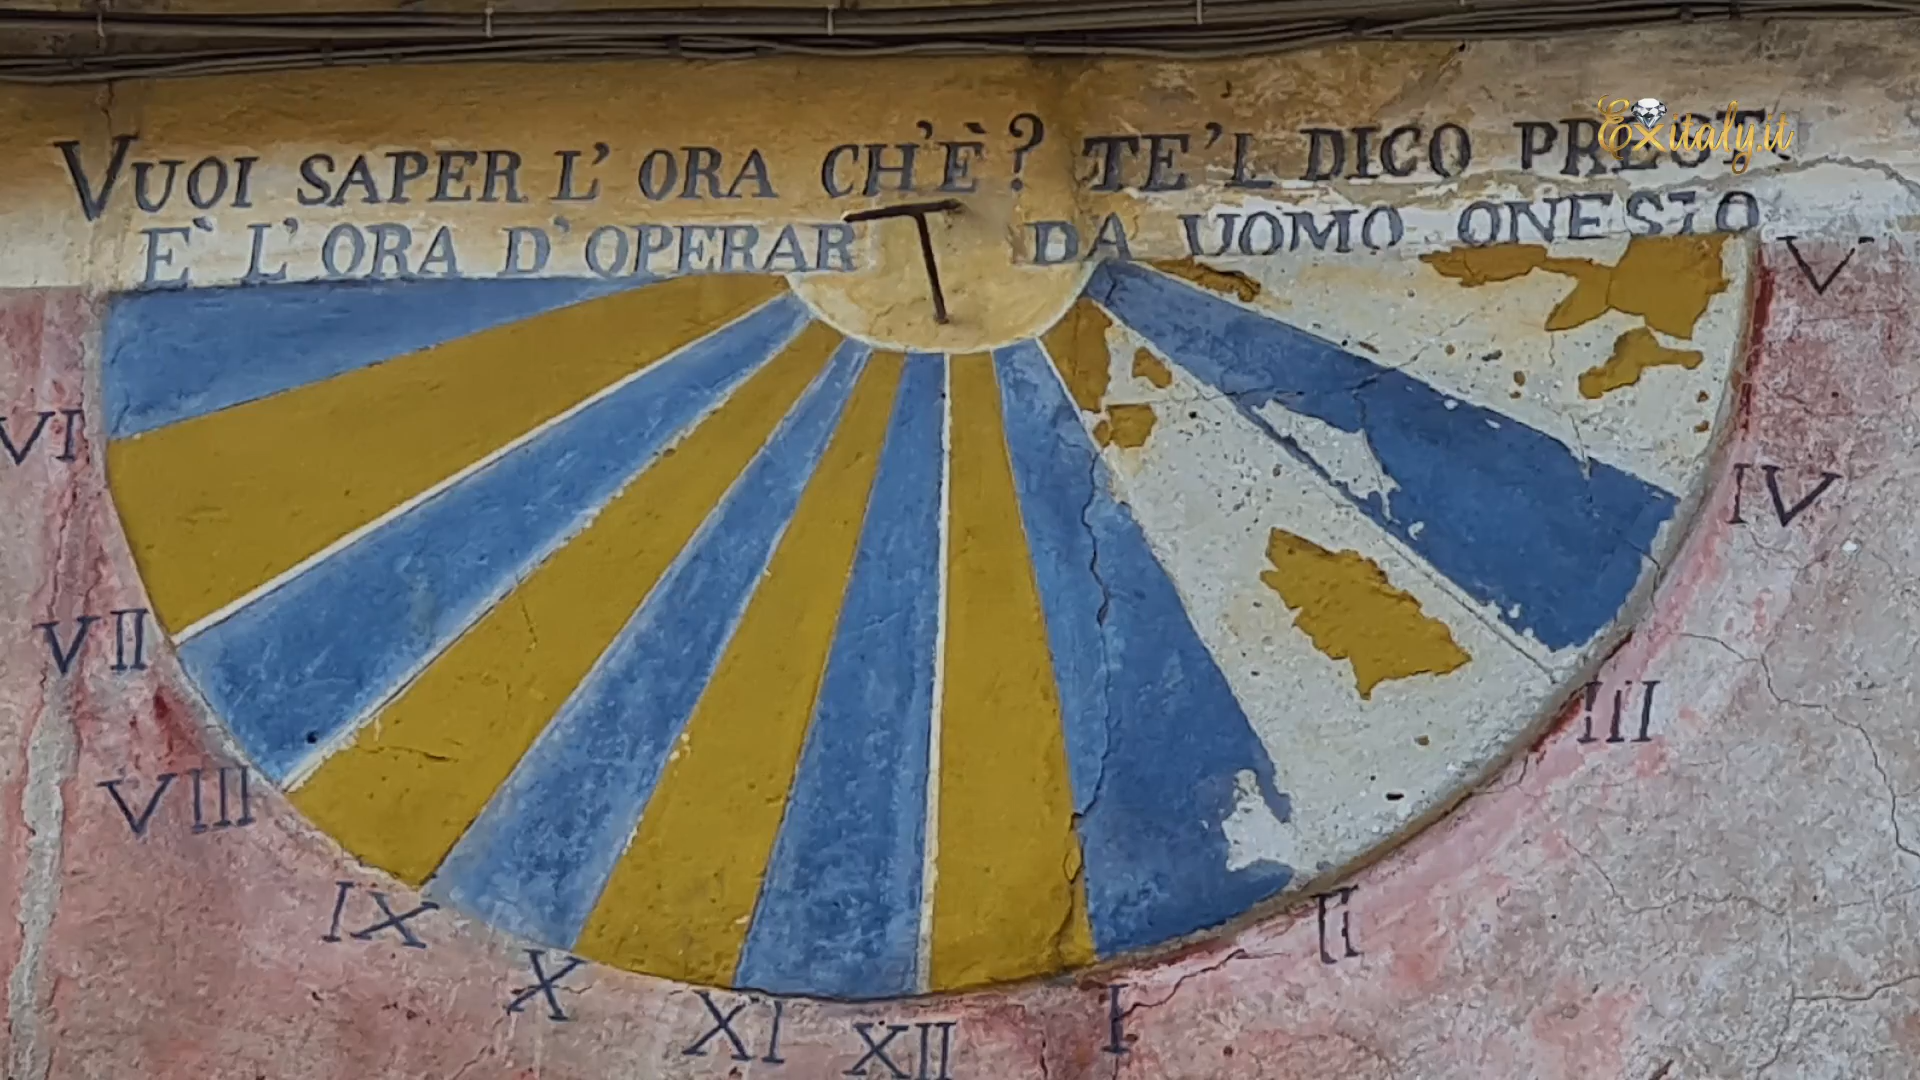 Exitaly.it
VUOI SAPER L' ORA CH'È? TE'L DICO PREST
È L'ORA D'OPERAR DA UOMO ONESTO
V
IV
VI
VII
III
VIII
IX
II
X
XI
XII
I